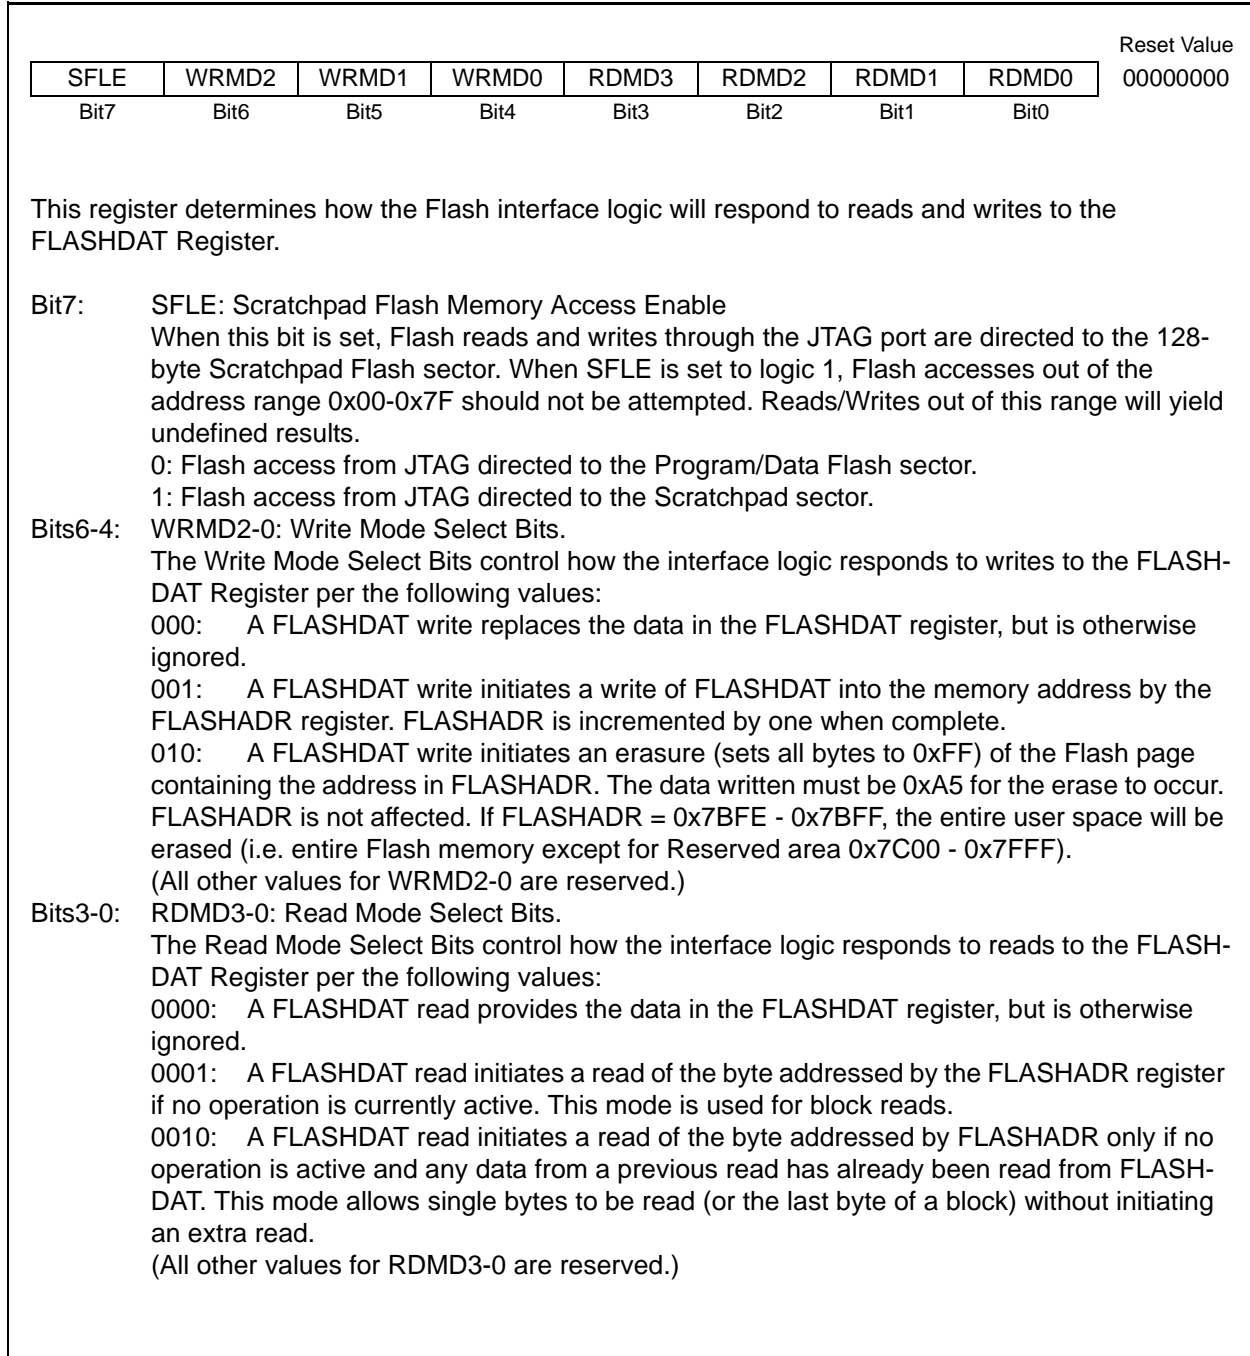 Reset Value
SFLE WRMD2 WRMD1 WRMD0 RDMD3 RDMD2 RDMD1 RDMD0 00000000
Bit7 Bit6 Bit5 Bit4 Bit3 Bit2 Bit1 Bit0
This register determines how the Flash interface logic will respond to reads and writes to the
FLASHDAT Register.
Bit7: SFLE: Scratchpad Flash Memory Access Enable
When this bit is set, Flash reads and writes through the JTAG port are directed to the 128-
byte Scratchpad Flash sector. When SFLE is set to logic 1, Flash accesses out of the
address range 0x00-0x7F should not be attempted. Reads/Writes out of this range will yield
undefined results.
0: Flash access from JTAG directed to the Program/Data Flash sector.
1: Flash access from JTAG directed to the Scratchpad sector.
Bits6-4: WRMD2-0: Write Mode Select Bits.
The Write Mode Select Bits control how the interface logic responds to writes to the FLASH-
DAT Register per the following values:
000: A FLASHDAT write replaces the data in the FLASHDAT register, but is otherwise
ignored.
001: A FLASHDAT write initiates a write of FLASHDAT into the memory address by the
FLASHADR register. FLASHADR is incremented by one when complete.
010: A FLASHDAT write initiates an erasure (sets all bytes to 0xFF) of the Flash page
containing the address in FLASHADR. The data written must be 0xA5 for the erase to occur.
FLASHADR is not affected. If FLASHADR = 0x7BFE - 0x7BFF, the entire user space will be
erased (i.e. entire Flash memory except for Reserved area 0x7C00 - 0x7FFF).
(All other values for WRMD2-0 are reserved.)
Bits3-0: RDMD3-0: Read Mode Select Bits.
The Read Mode Select Bits control how the interface logic responds to reads to the FLASH-
DAT Register per the following values:
0000: A FLASHDAT read provides the data in the FLASHDAT register, but is otherwise
ignored.
0001: A FLASHDAT read initiates a read of the byte addressed by the FLASHADR register
if no operation is currently active. This mode is used for block reads.
0010: A FLASHDAT read initiates a read of the byte addressed by FLASHADR only if no
operation is active and any data from a previous read has already been read from FLASH-
DAT. This mode allows single bytes to be read (or the last byte of a block) without initiating
an extra read.
(All other values for RDMD3-0 are reserved.)